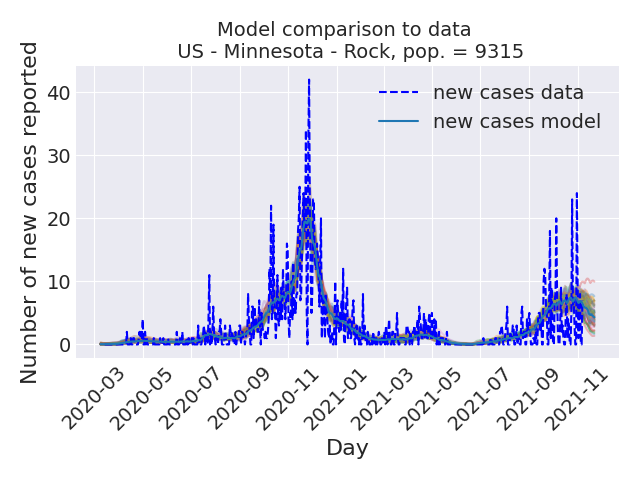 Model comparison to data
US - Minnesota - Rock, pop. = 9315
Number of new cases reported
40
30
20
10
0
new cases data
new cases model
2020-03
2020-05
2020-07
2020-09
2020-11
2021-01
2021-03
2021-05
2021-07
2021-09
2021-11
Day